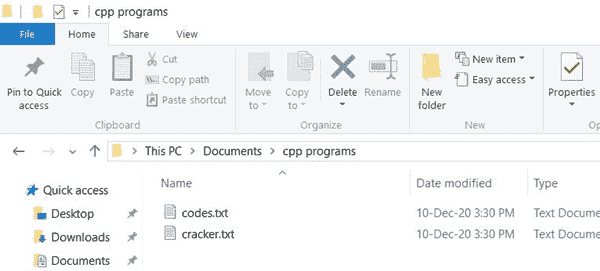 cpp programs
File Home Share View
Pin to Quick access
Copy
Paste
Cut
Copy path
Paste shortcut
Clipboard
Move to
Copy to
Delete
Rename
Organize
New folder
New item
Easy access
New
Properties
Op
This PC > Documents > cpp programs
Name Date modified Type
Quick access
Desktop
Downloads
Documents
codes.txt 10-Dec-20 3:30 PM Text Docume
cracker.txt 10-Dec-20 3:30 PM Text Docume